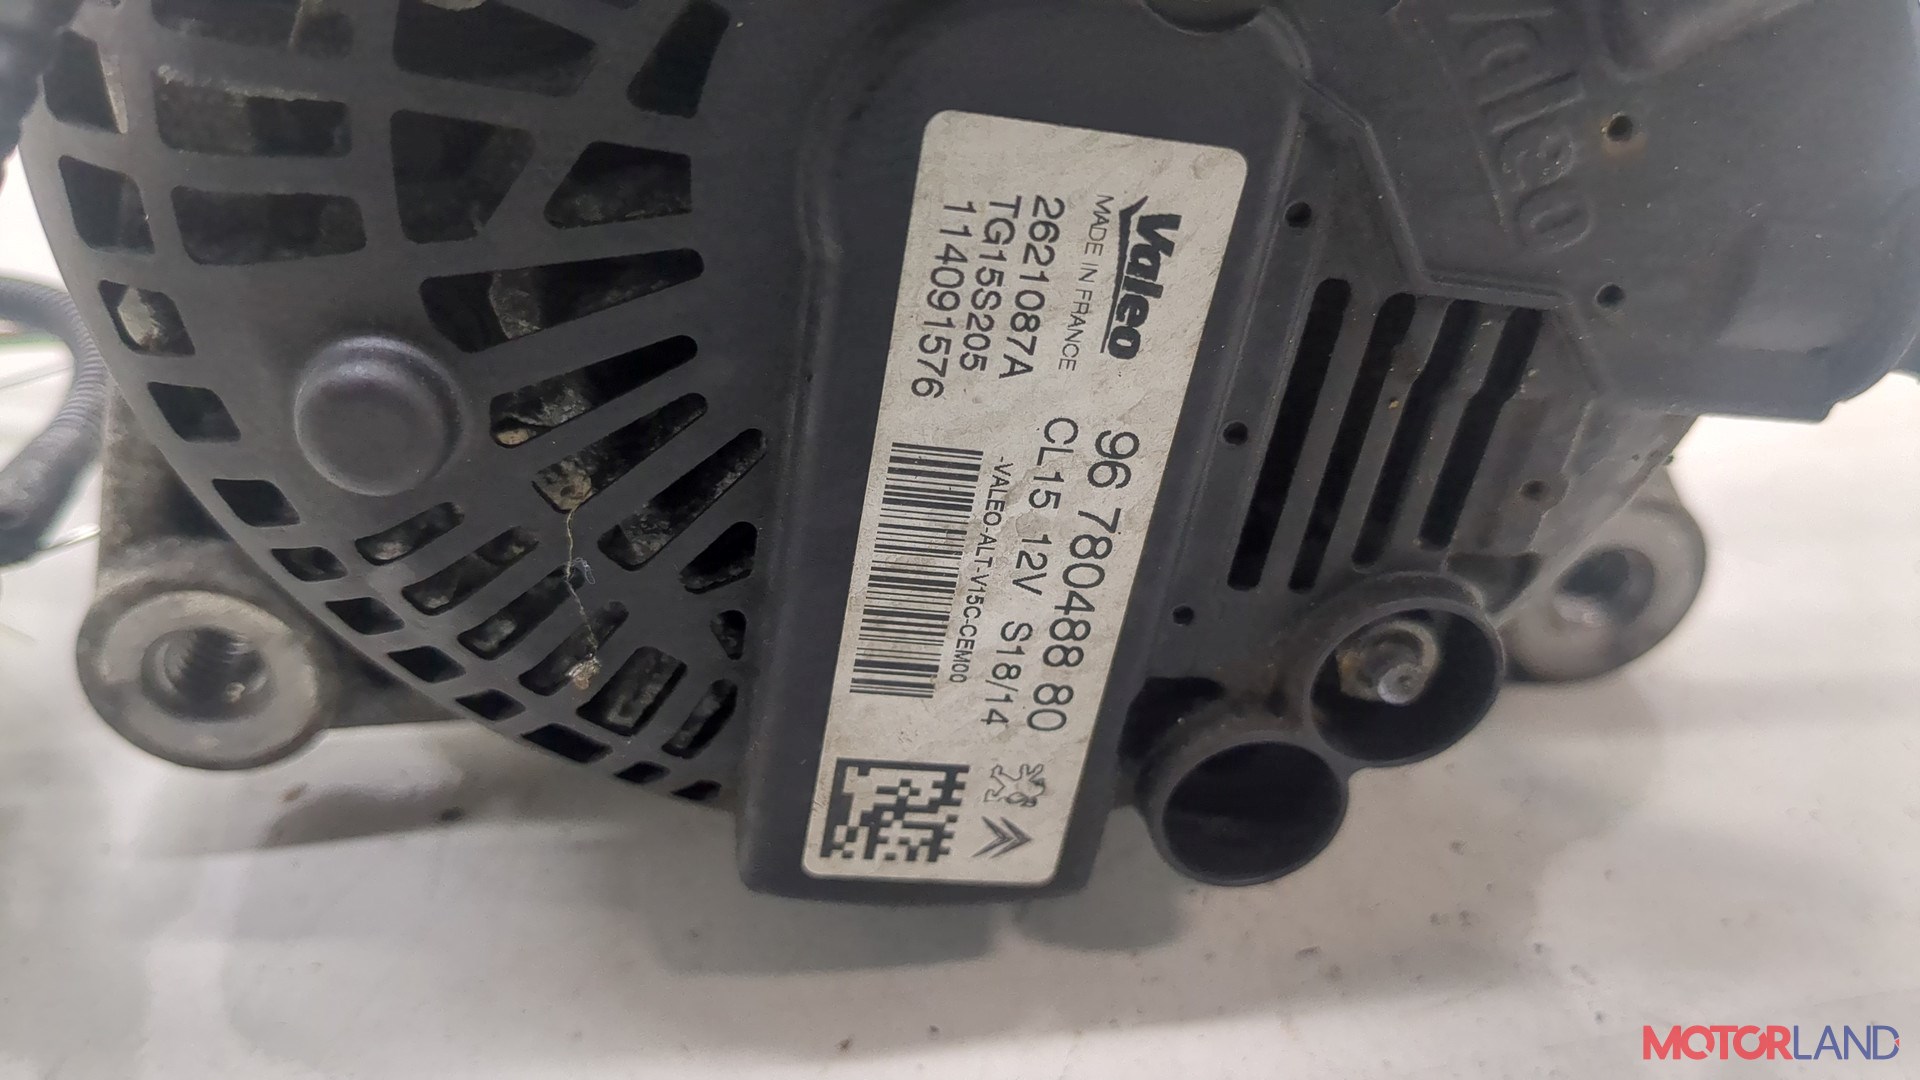 Valeo
MADE IN FRANCE
2621087A
TG15S205
114091576
96 780488 80
CL15 12V S18/14
-VALEO-ALT-V15C-CEM00
Valeo
MOTORLAND